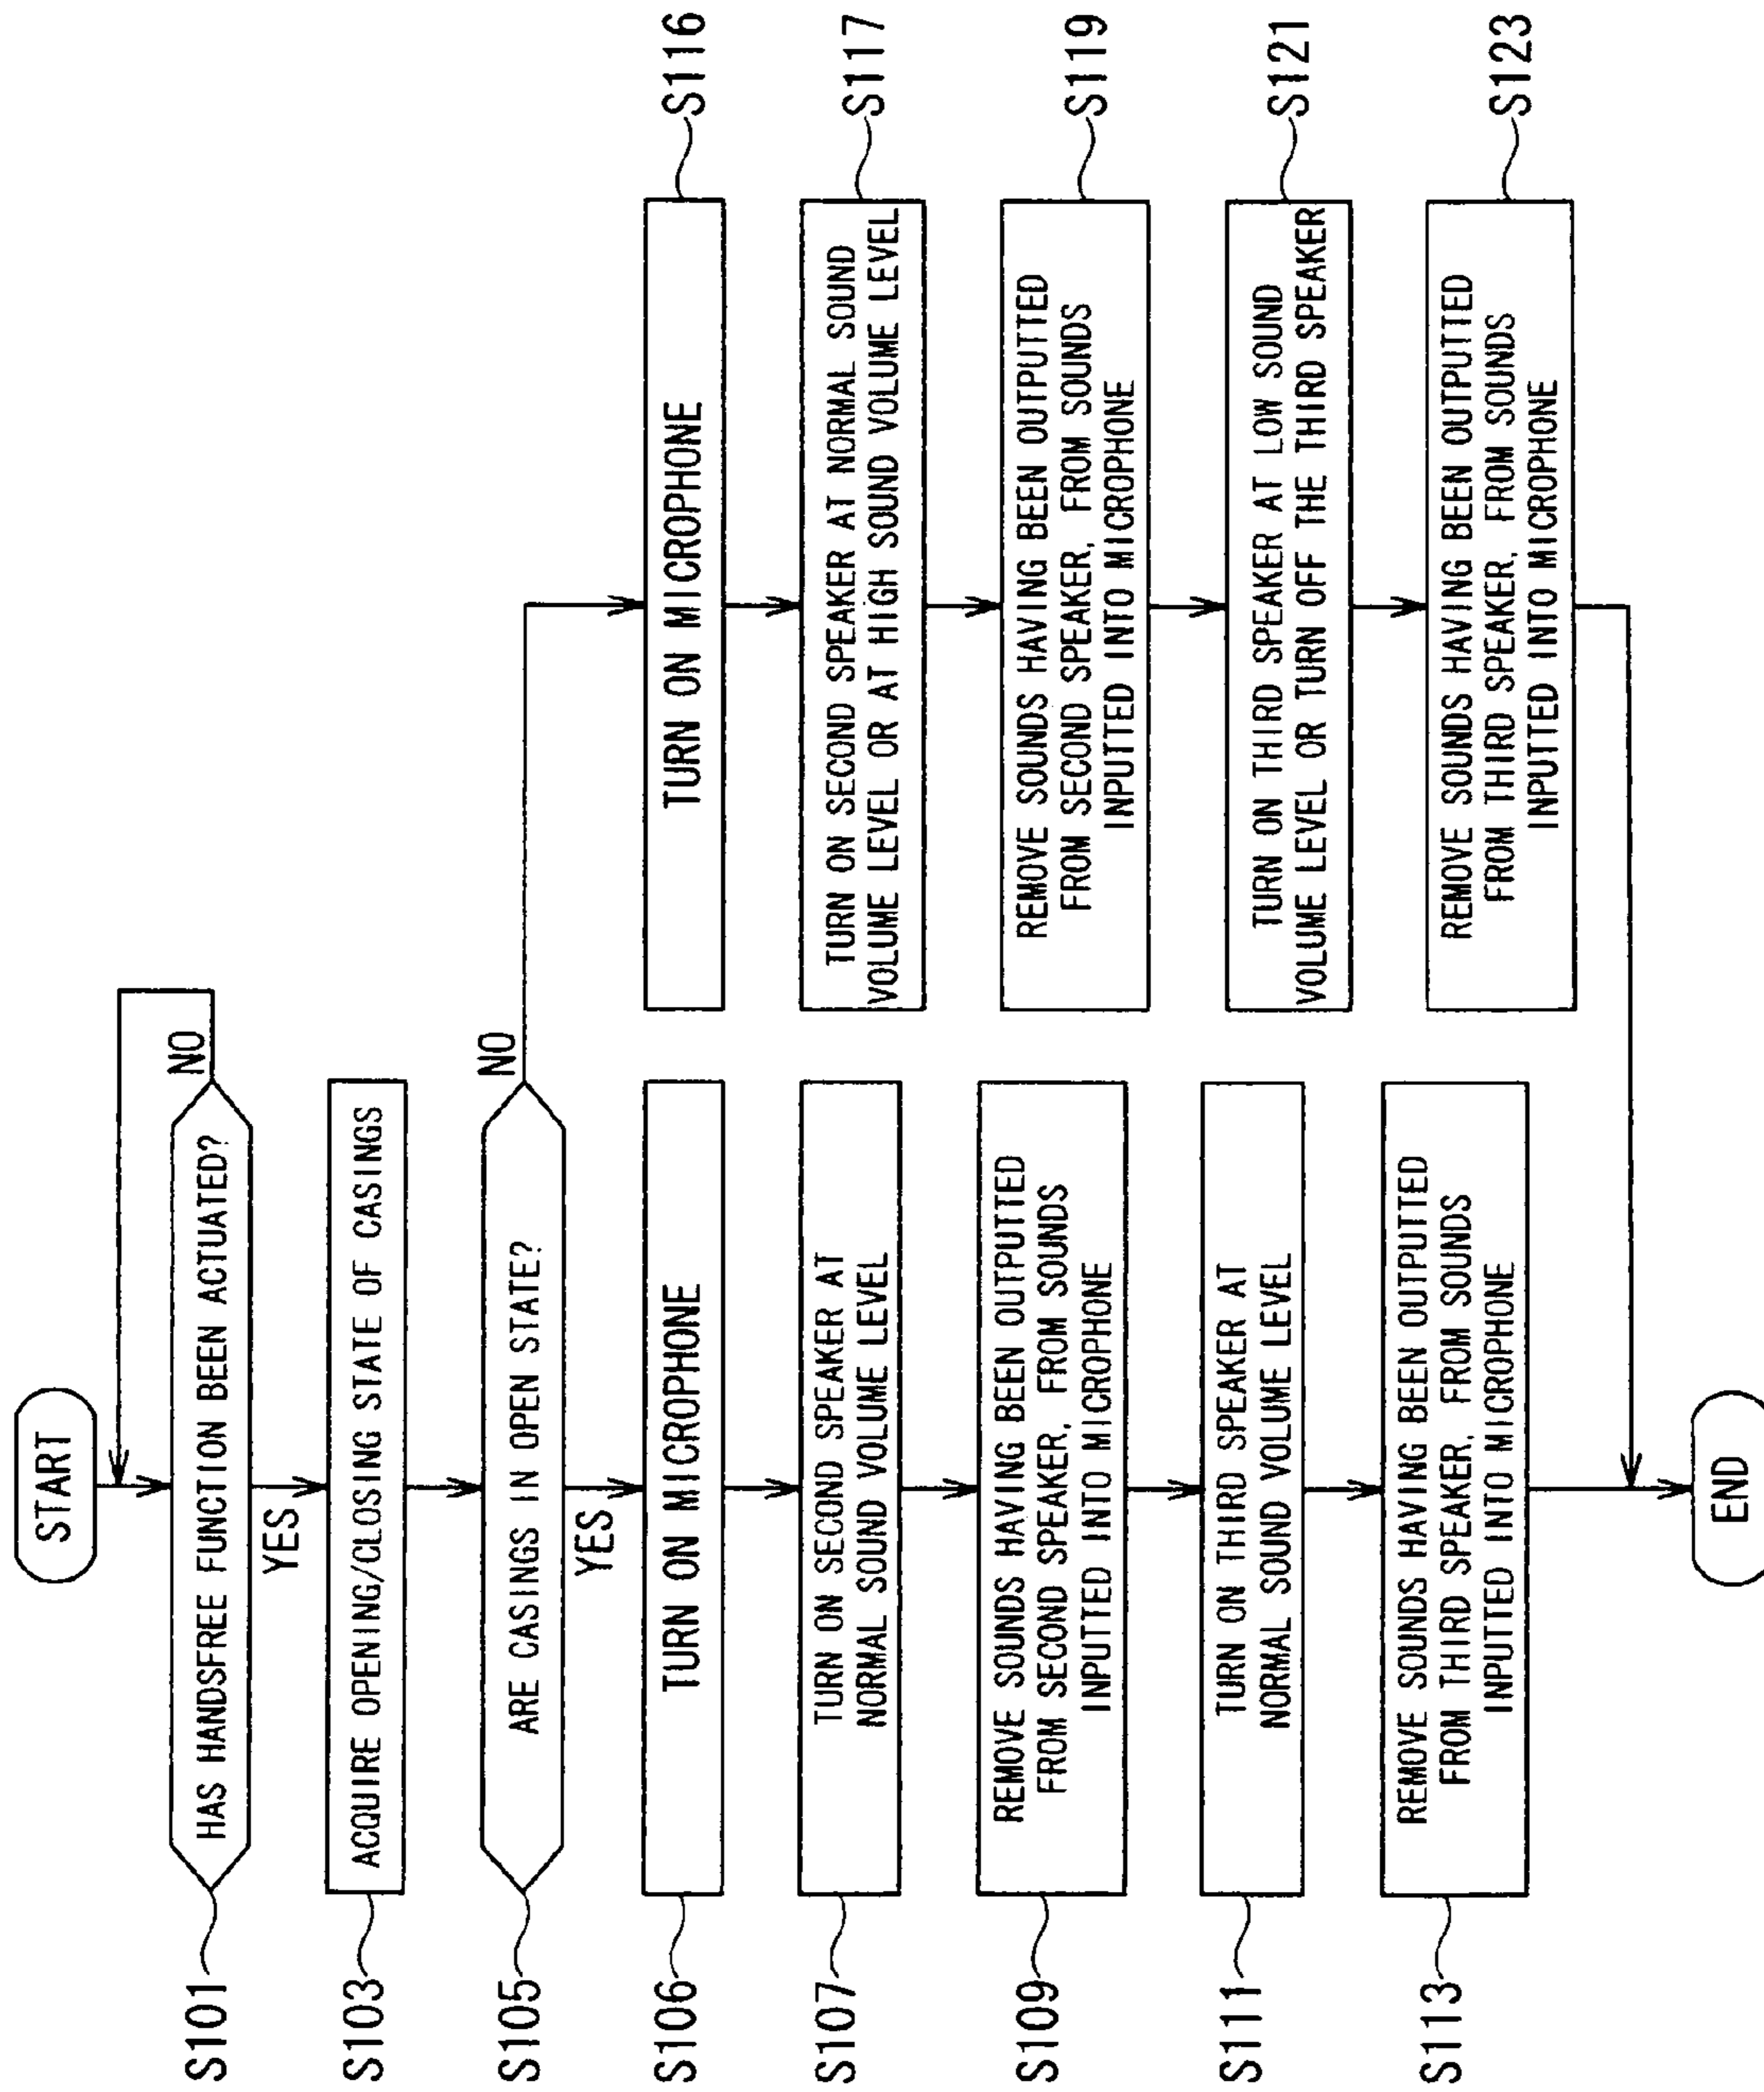 START
HAS HANDSFREE FUNCTION BEEN ACTUATED?
NO
YES
S101
ACQUIRE OPENING/CLOSING STATE OF CASINGS
S103
ARE CASINGS IN OPEN STATE?
NO
YES
S105
TURN ON MICROPHONE
S106
TURN ON SECOND SPEAKER AT
NORMAL SOUND VOLUME LEVEL
S107
REMOVE SOUNDS HAVING BEEN OUTPUTTED
FROM SECOND SPEAKER, FROM SOUNDS
INPUTTED INTO MICROPHONE
S109
TURN ON THIRD SPEAKER AT
NORMAL SOUND VOLUME LEVEL
S111
REMOVE SOUNDS HAVING BEEN OUTPUTTED
FROM THIRD SPEAKER, FROM SOUNDS
INPUTTED INTO MICROPHONE
S113
TURN ON MICROPHONE
S116
TURN ON SECOND SPEAKER AT NORMAL SOUND
VOLUME LEVEL OR AT HIGH SOUND VOLUME LEVEL
S117
REMOVE SOUNDS HAVING BEEN OUTPUTTED
FROM SECOND SPEAKER, FROM SOUNDS
INPUTTED INTO MICROPHONE
S119
TURN ON THIRD SPEAKER AT LOW SOUND
VOLUME LEVEL OR TURN OFF THE THIRD SPEAKER
S121
REMOVE SOUNDS HAVING BEEN OUTPUTTED
FROM THIRD SPEAKER, FROM SOUNDS
INPUTTED INTO MICROPHONE
S123
END